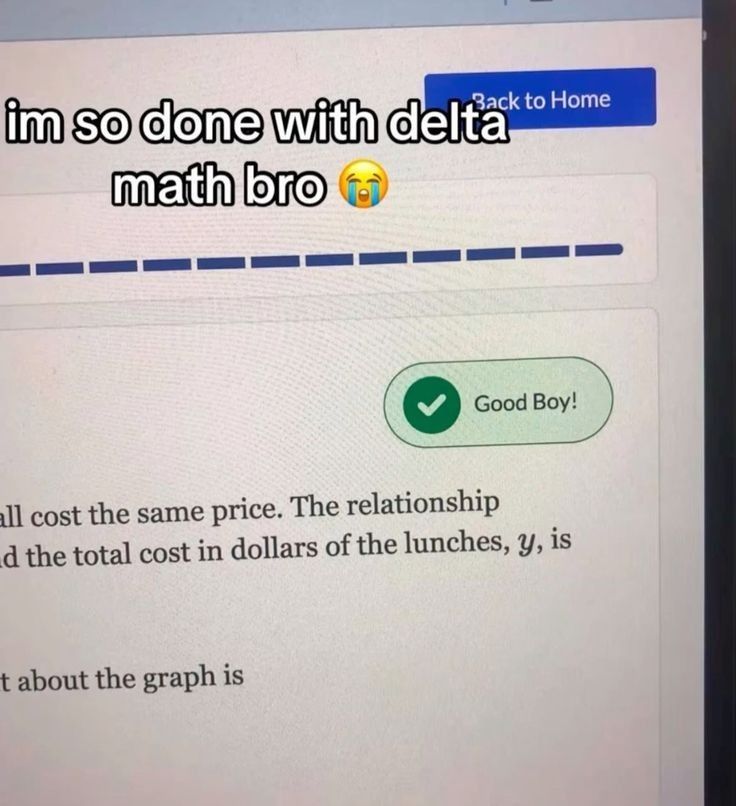 Back to Home
im so done with delta
math bro 😭
Good Boy!
all cost the same price. The relationship
d the total cost in dollars of the lunches, y, is
t about the graph is